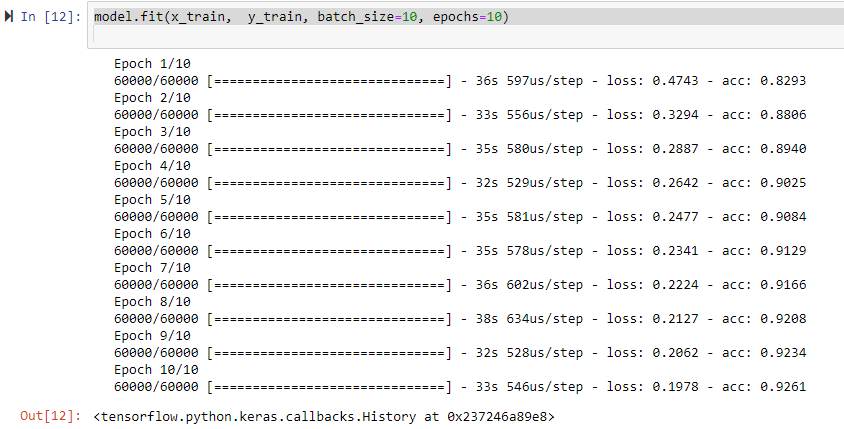 In [12]: model.fit(x_train,  y_train, batch_size=10, epochs=10)
Epoch 1/10
60000/60000 [==============================] - 36s 597us/step - loss: 0.4743 - acc: 0.8293
Epoch 2/10
60000/60000 [==============================] - 33s 556us/step - loss: 0.3294 - acc: 0.8806
Epoch 3/10
60000/60000 [==============================] - 35s 580us/step - loss: 0.2887 - acc: 0.8940
Epoch 4/10
60000/60000 [==============================] - 32s 529us/step - loss: 0.2642 - acc: 0.9025
Epoch 5/10
60000/60000 [==============================] - 35s 581us/step - loss: 0.2477 - acc: 0.9084
Epoch 6/10
60000/60000 [==============================] - 35s 578us/step - loss: 0.2341 - acc: 0.9129
Epoch 7/10
60000/60000 [==============================] - 36s 602us/step - loss: 0.2224 - acc: 0.9166
Epoch 8/10
60000/60000 [==============================] - 38s 634us/step - loss: 0.2127 - acc: 0.9208
Epoch 9/10
60000/60000 [==============================] - 32s 528us/step - loss: 0.2062 - acc: 0.9234
Epoch 10/10
60000/60000 [==============================] - 33s 546us/step - loss: 0.1978 - acc: 0.9261
Out[12]: <tensorflow.python.keras.callbacks.History at 0x237246a89e8>